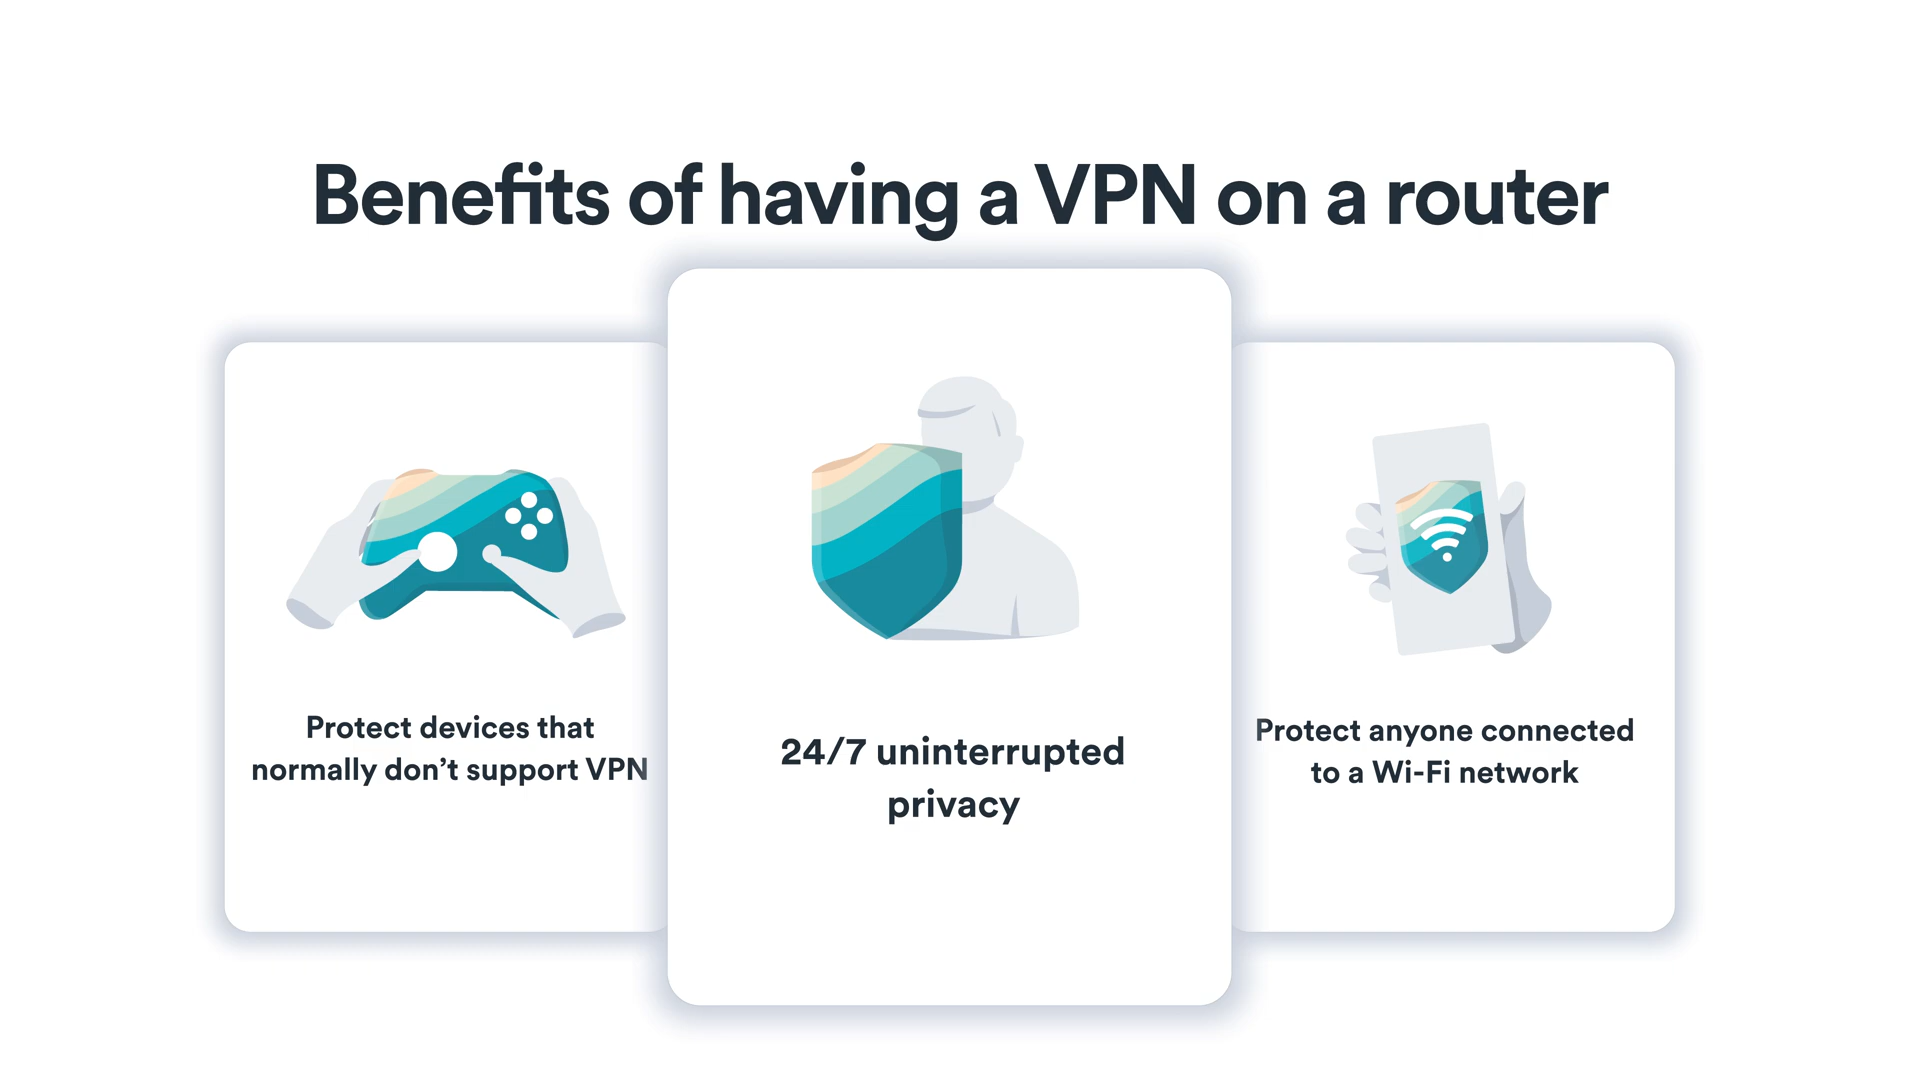 Benefits of having a VPN on a router
Protect devices that
normally don’t support VPN
24/7 uninterrupted
privacy
Protect anyone connected
to a Wi-Fi network